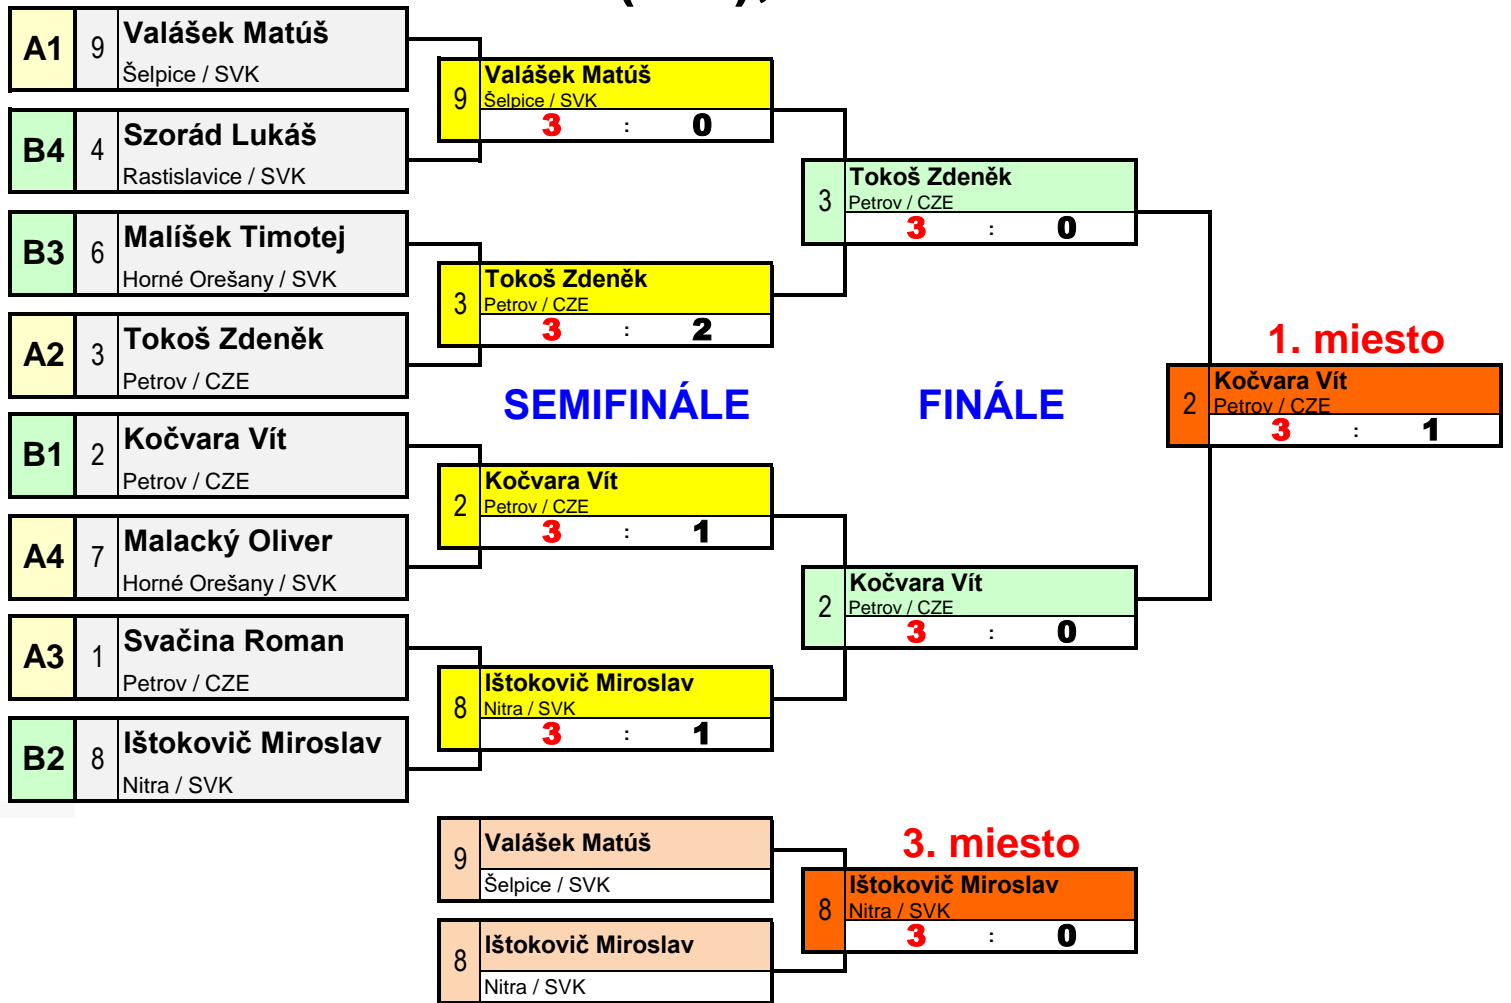 A1 9 Valášek Matúš
Šelpice / SVK
B4 4 Szorád Lukáš
Rastislavice / SVK
B3 6 Malíšek Timotej
Horné Orešany / SVK
A2 3 Tokoš Zdeněk
Petrov / CZE
B1 2 Kočvara Vít
Petrov / CZE
A4 7 Malacký Oliver
Horné Orešany / SVK
A3 1 Svačina Roman
Petrov / CZE
B2 8 Ištokovič Miroslav
Nitra / SVK
9 Valášek Matúš
Šelpice / SVK
3 : 0
3 Tokoš Zdeněk
Petrov / CZE
3 : 2
SEMIFINÁLE
2 Kočvara Vít
Petrov / CZE
3 : 1
8 Ištokovič Miroslav
Nitra / SVK
3 : 1
3 Tokoš Zdeněk
Petrov / CZE
3 : 0
FINÁLE
2 Kočvara Vít
Petrov / CZE
3 : 0
1. miesto
2 Kočvara Vít
Petrov / CZE
3 : 1
9 Valášek Matúš
Šelpice / SVK
8 Ištokovič Miroslav
Nitra / SVK
3. miesto
8 Ištokovič Miroslav
Nitra / SVK
3 : 0